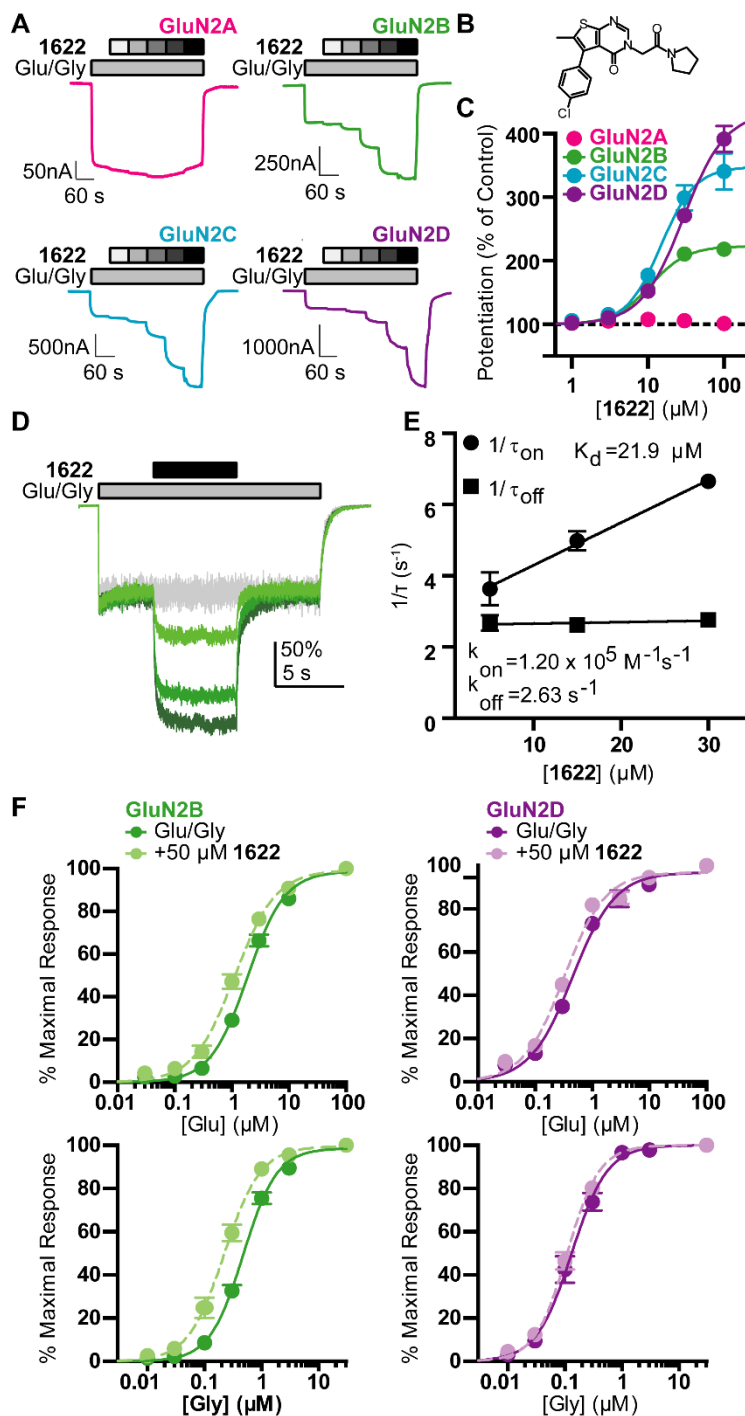 A
GluN2A
1622
Glu/Gly
50nA
60 s
GluN2B
1622
Glu/Gly
250nA
60 s
GluN2C
1622
Glu/Gly
500nA
60 s
GluN2D
1622
Glu/Gly
1000nA
60 s
B
S
N
N
O
O
N
Cl
C
GluN2A
GluN2B
GluN2C
GluN2D
Potentiation (% of Control)
400
300
200
100
1
10
100
[1622] (µM)
D
1622
Glu/Gly
50%
5 s
E
1/τon
Kd=21.9 µM
1/τoff
1/τ (s-1)
8
6
4
2
0
kon=1.20 x 10⁵ M⁻¹s⁻¹
koff=2.63 s⁻¹
10
20
30
[1622] (µM)
F
GluN2B
Glu/Gly
+50 µM 1622
% Maximal Response
100
80
60
40
20
0
0.01
0.1
1
10
100
[Glu] (µM)
GluN2D
Glu/Gly
+50 µM 1622
% Maximal Response
100
80
60
40
20
0
0.01
0.1
1
10
100
[Glu] (µM)
% Maximal Response
100
80
60
40
20
0
0.01
0.1
1
10
[Gly] (µM)
% Maximal Response
100
80
60
40
20
0
0.01
0.1
1
10
[Gly] (µM)